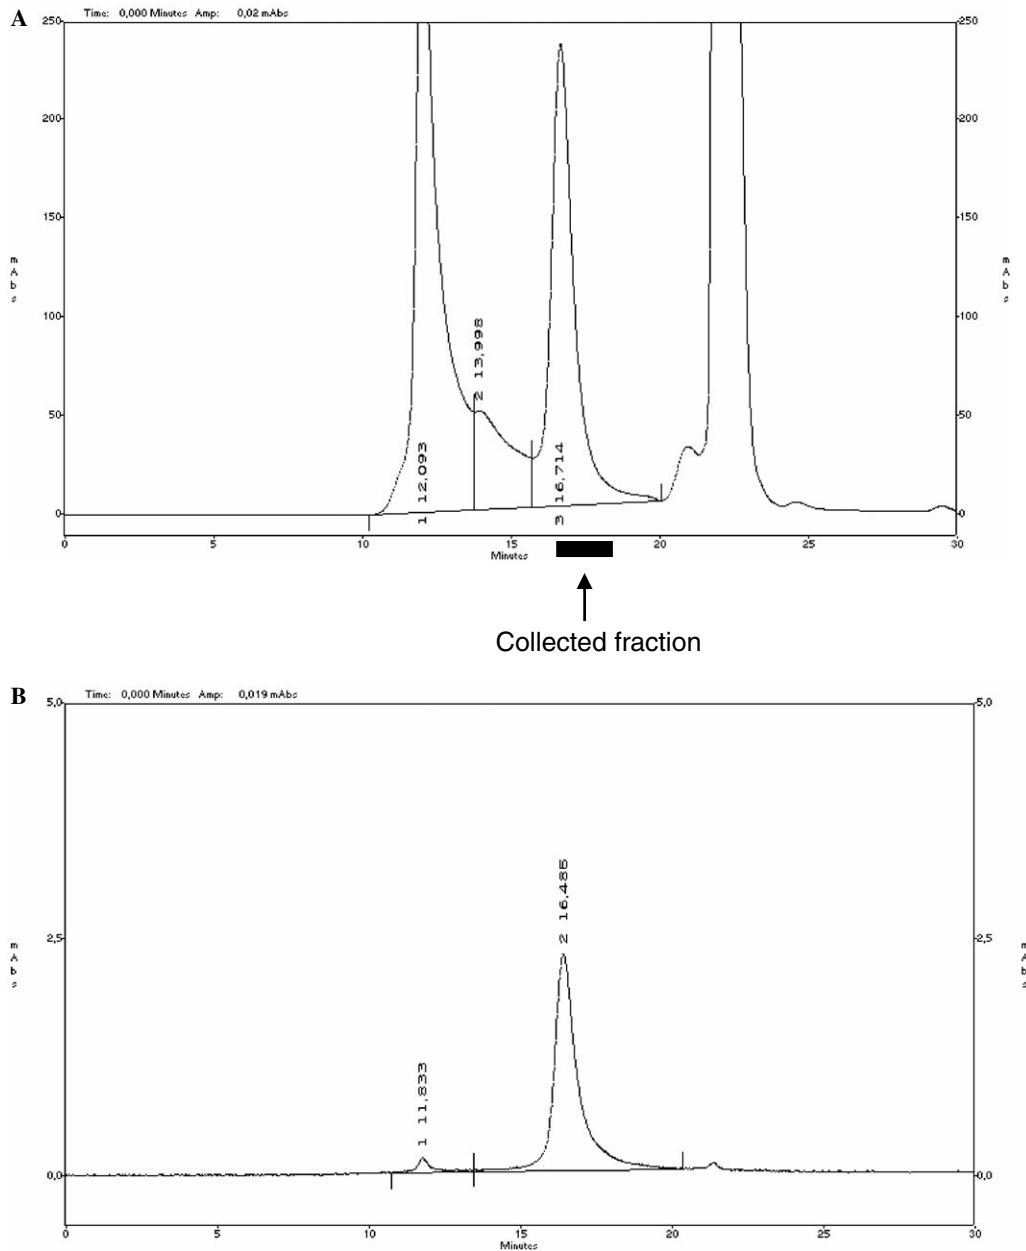 A
Time: 0,000 Minutes Amp: 0,02 mAbs
250 250
200 200
150 150
mAbs mAbs
100 100
50 50
0 0
1 12,093
2 13,998
3 16,714
0 5 10 15 20 25 30
Minutes
Collected fraction
B
Time: 0,000 Minutes Amp: 0,019 mAbs
5,0 5,0
2,5 2,5
mAbs mAbs
0,0 0,0
1 11,833
2 16,485
0 5 10 15 20 25 30
Minutes